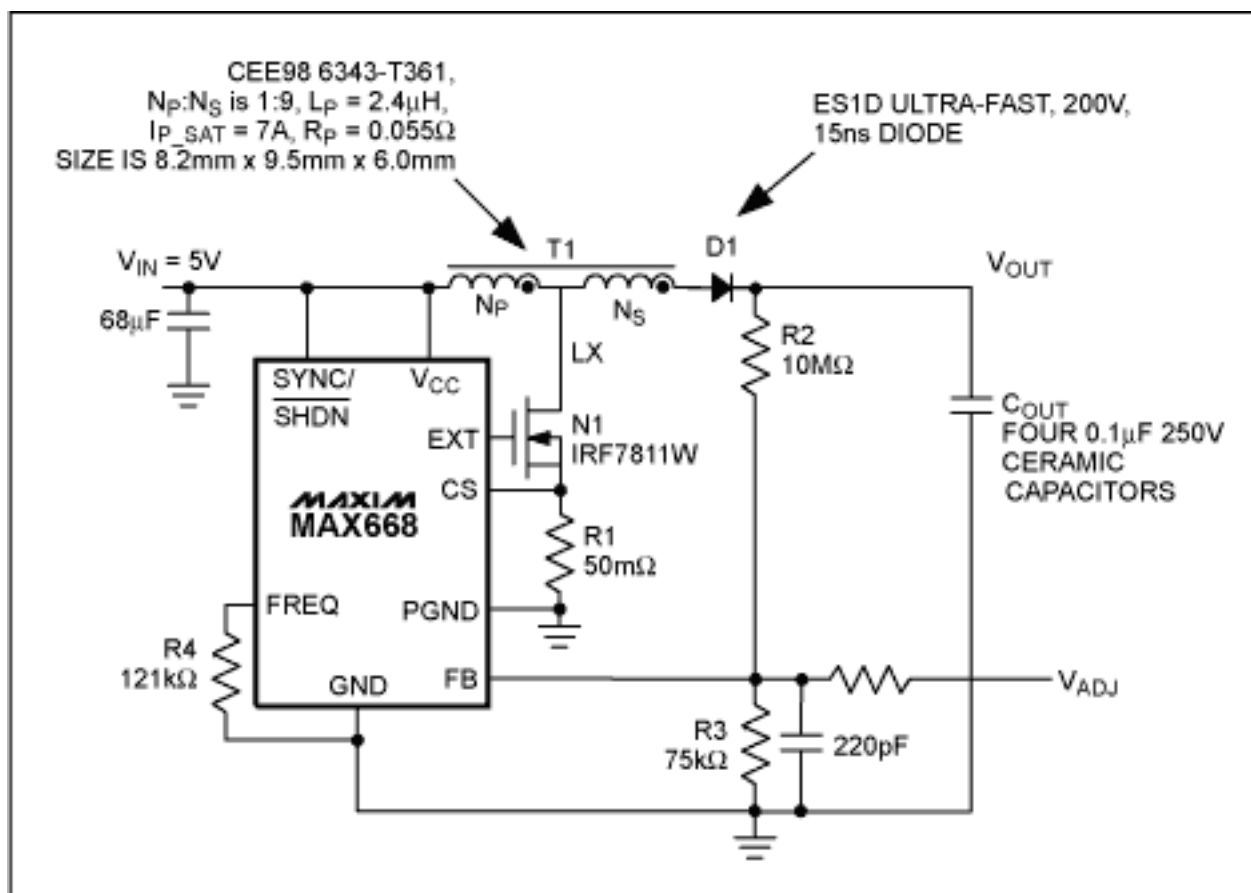 CEE98 6343-T361,
NP:NS is 1:9, LP = 2.4μH,
IP_SAT = 7A, RP = 0.055Ω
SIZE IS 8.2mm x 9.5mm x 6.0mm
ES1D ULTRA-FAST, 200V,
15ns DIODE
T1
D1
VIN = 5V
VOUT
NP
NS
68μF
LX
R2
10MΩ
SYNC/
SHDN
VCC
EXT
N1
IRF7811W
COUT
FOUR 0.1μF 250V
CERAMIC
CAPACITORS
CS
MAXIM
MAX668
R1
50mΩ
FREQ
PGND
R4
121kΩ
GND
FB
VADJ
R3
75kΩ
220pF